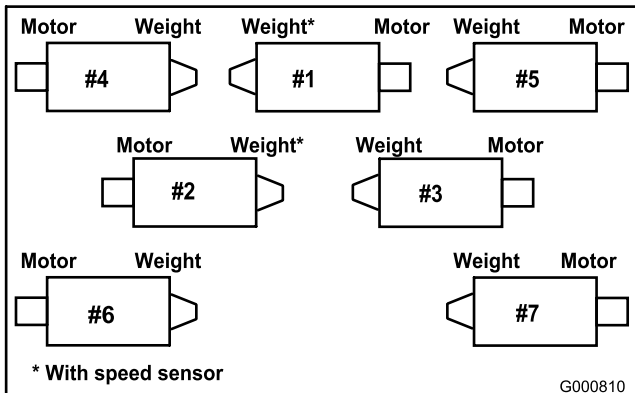 Motor Weight Weight* Motor Weight Motor
#4 #1 #5
Motor Weight* Weight Motor
#2 #3
Motor Weight Weight Motor
#6 #7
* With speed sensor
G000810